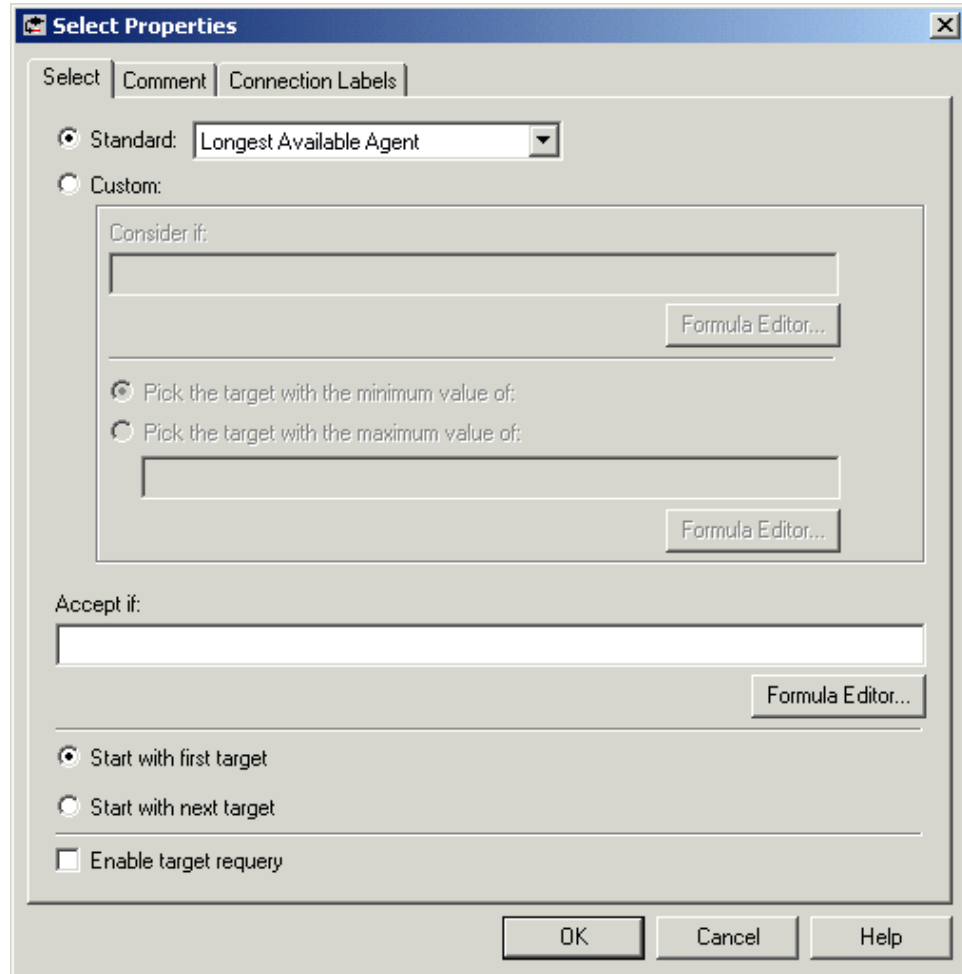 Select Properties
Select Comment Connection Labels
Standard: Longest Available Agent
Custom:
Consider if:
Formula Editor...
Pick the target with the minimum value of:
Pick the target with the maximum value of:
Formula Editor...
Accept if:
Formula Editor...
Start with first target
Start with next target
Enable target requery
OK Cancel Help